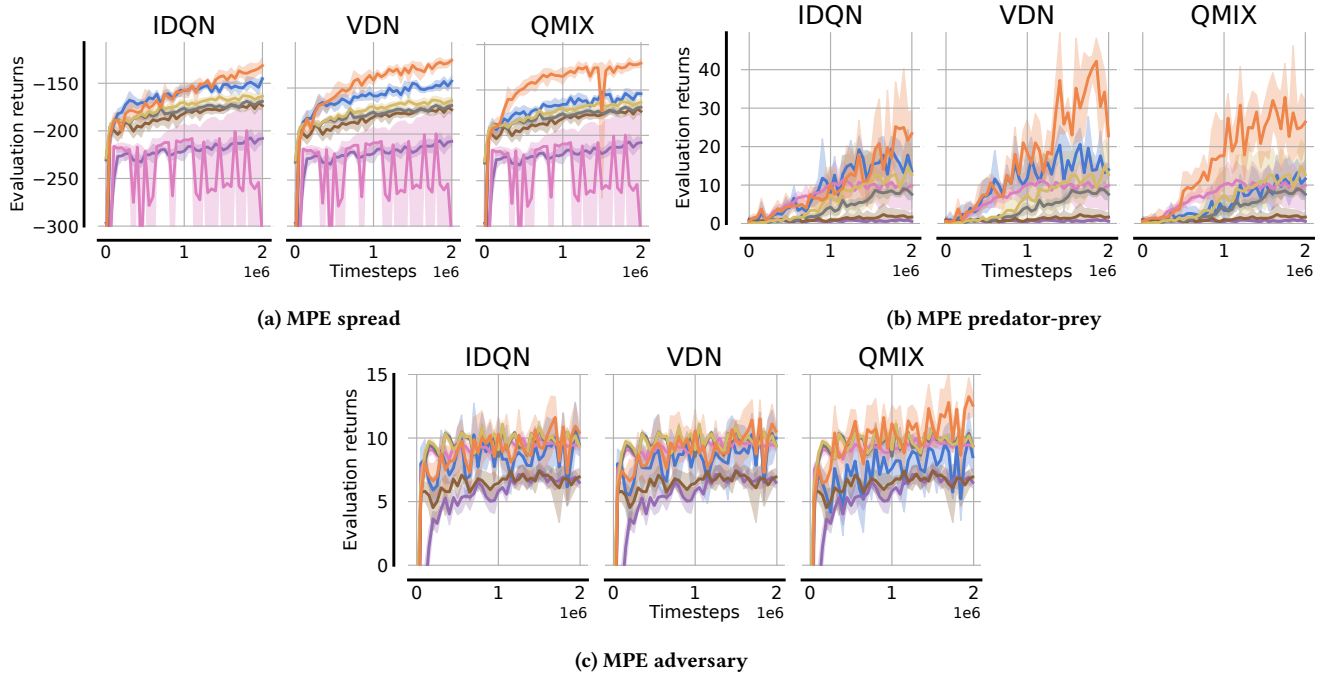 IDQN VDN QMIX
Evaluation returns
−150
−200
−250
−300
0 1 2 0 1 2 0 1 2
1e6 Timesteps 1e6 1e6
(a) MPE spread
IDQN VDN QMIX
Evaluation returns
40
30
20
10
0
0 1 2 0 1 2 0 1 2
1e6 Timesteps 1e6 1e6
(b) MPE predator-prey
IDQN VDN QMIX
Evaluation returns
15
10
5
0
0 1 2 0 1 2 0 1 2
1e6 Timesteps 1e6 1e6
(c) MPE adversary